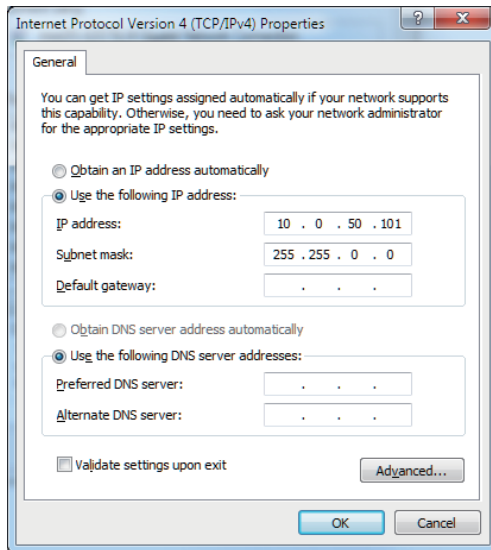 Internet Protocol Version 4 (TCP/IPv4) Properties
?
X
General
You can get IP settings assigned automatically if your network supports
this capability. Otherwise, you need to ask your network administrator
for the appropriate IP settings.
Obtain an IP address automatically
Use the following IP address:
IP address: 10 . 0 . 50 . 101
Subnet mask: 255 . 255 . 0 . 0
Default gateway: . . .
Obtain DNS server address automatically
Use the following DNS server addresses:
Preferred DNS server: . . .
Alternate DNS server: . . .
Validate settings upon exit
Advanced...
OK Cancel